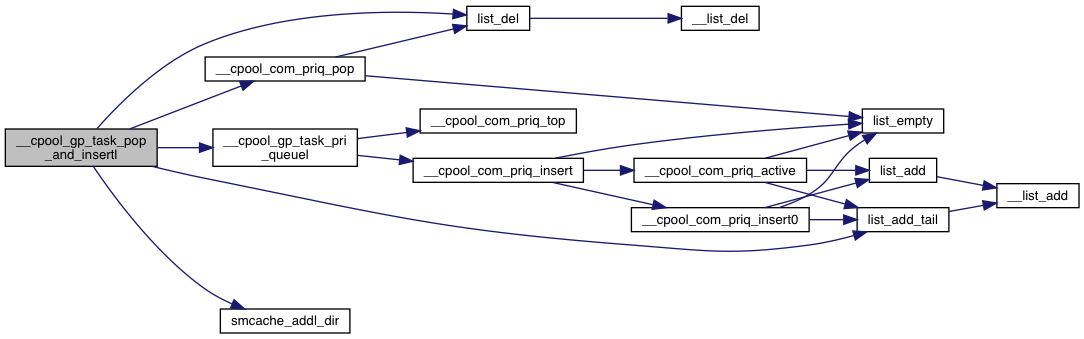 list_del
__list_del
__cpool_com_priq_pop
__cpool_com_priq_top
list_empty
__cpool_gp_task_pop
_and_insertl
__cpool_gp_task_pri
_queuel
__cpool_com_priq_insert
__cpool_com_priq_active
list_add
__list_add
__cpool_com_priq_insert0
list_add_tail
smcache_addl_dir